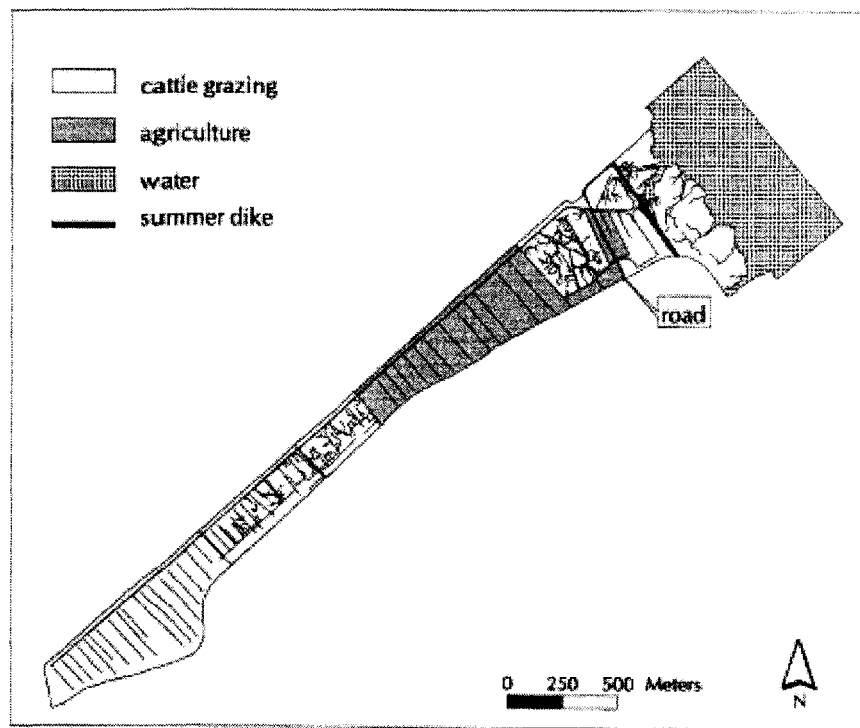 cattle grazing
agriculture
water
summer dike
road
0 250 500 Meters
N